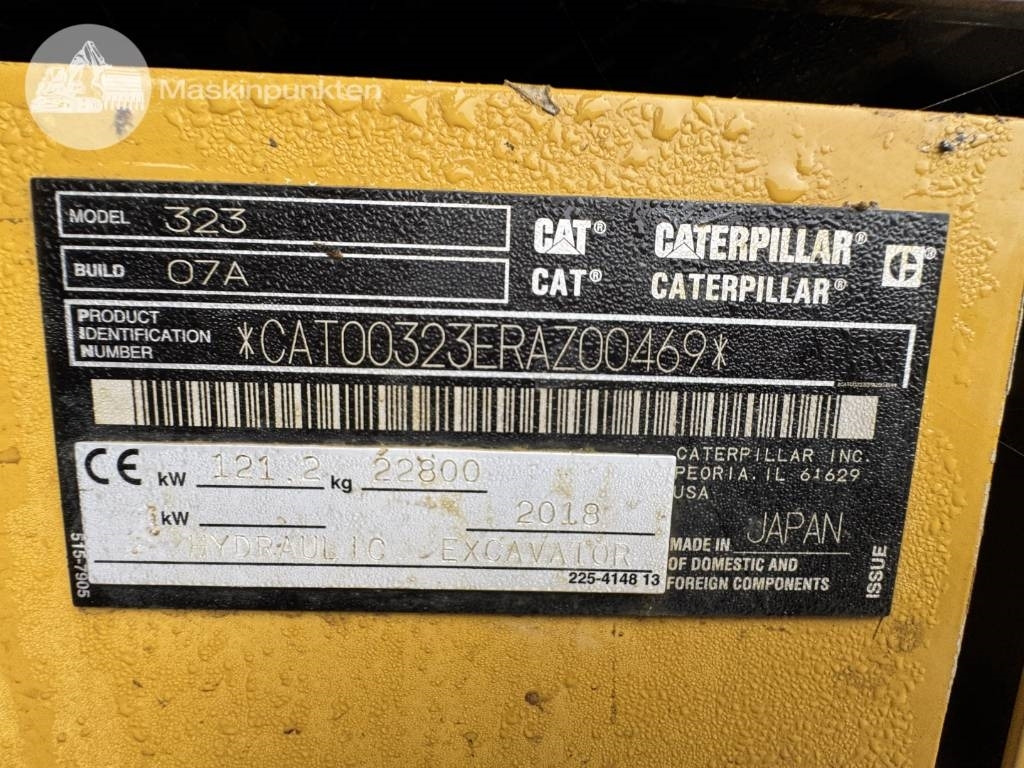 Maskinpunkten
MODEL 323
BUILD 07A
CAT® CATERPILLAR®
CAT® CATERPILLAR®
PRODUCT
IDENTIFICATION
NUMBER
*CAT00323ERAZ00469*
CE kW 121.2 kg 22800
kW 2018
HYDRAULIC EXCAVATOR
225-4148 13
515-7905
CATERPILLAR INC.
PEORIA. IL 61629
USA
MADE IN JAPAN
OF DOMESTIC AND
FOREIGN COMPONENTS
ISSUE